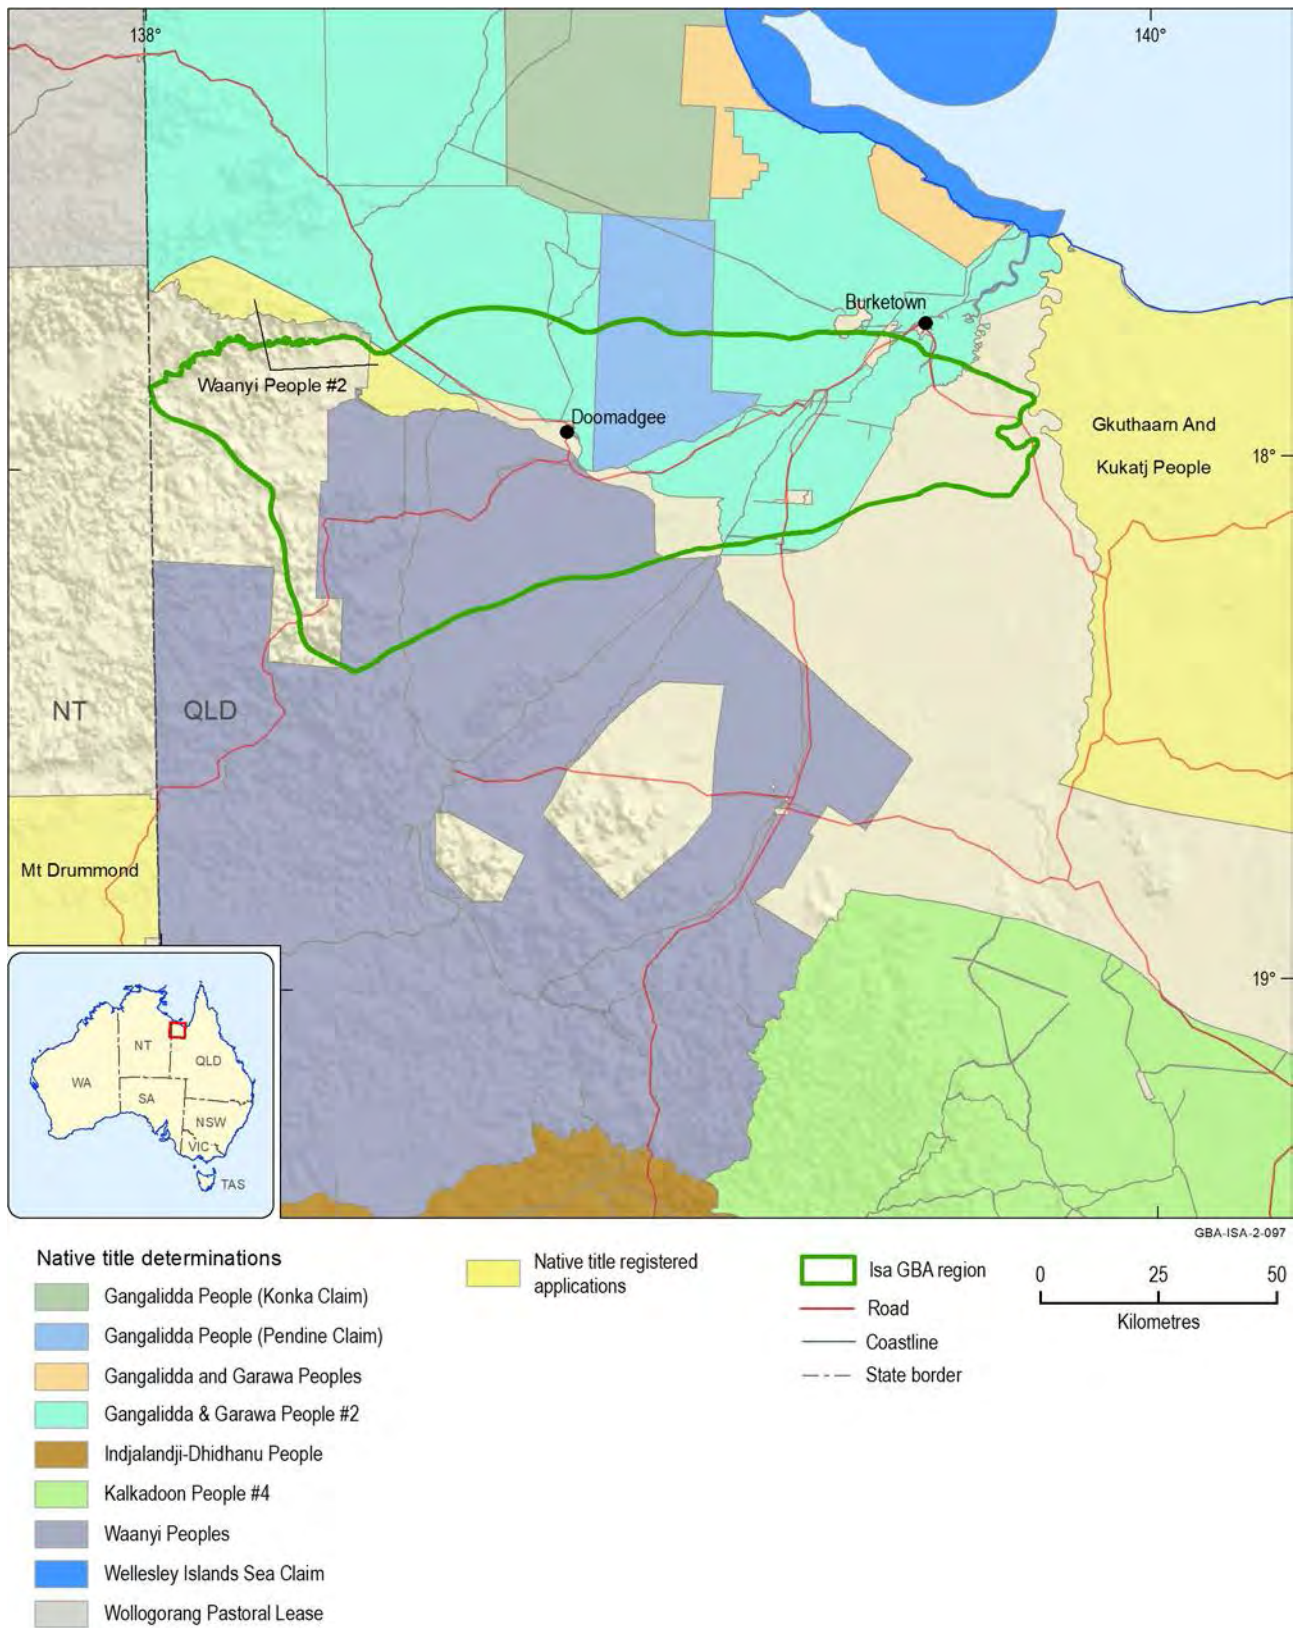 138°
140°
Burketown
Waanyi People #2
Doomadgee
Gkuthaarn And
Kukatj People
18°
NT
QLD
Mt Drummond
19°
NT
QLD
WA
SA
NSW
VIC
TAS
GBA-ISA-2-097
Native title determinations
Gangalidda People (Konka Claim)
Gangalidda People (Pendine Claim)
Gangalidda and Garawa Peoples
Gangalidda & Garawa People #2
Indjalandji-Dhidhanu People
Kalkadoon People #4
Waanyi Peoples
Wellesley Islands Sea Claim
Wollogorang Pastoral Lease
Native title registered
applications
Isa GBA region
Road
Coastline
State border
0 25 50
Kilometres